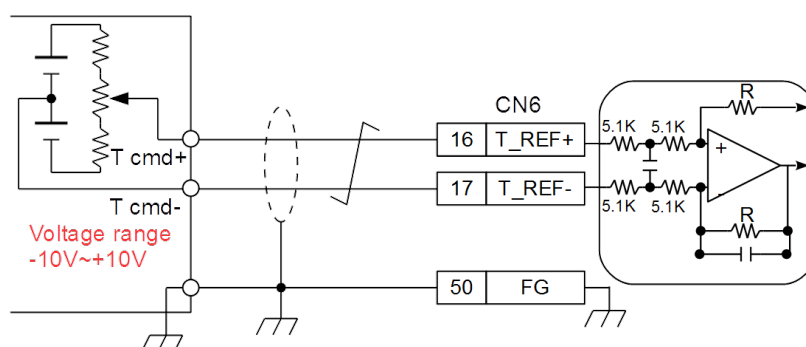 CN6
T cmd+
16 T_REF+
5.1K 5.1K
R
+
T cmd-
17 T_REF-
-
5.1K 5.1K
R
Voltage range
-10V~+10V
50 FG